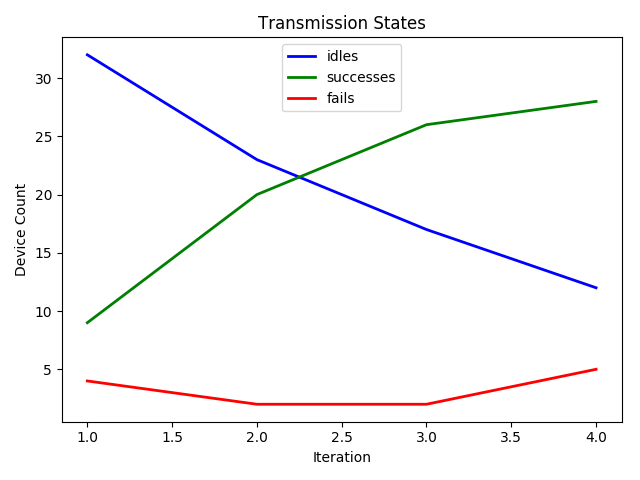 Transmission States
idles
successes
fails
Device Count
30
25
20
15
10
5
1.0 1.5 2.0 2.5 3.0 3.5 4.0
Iteration